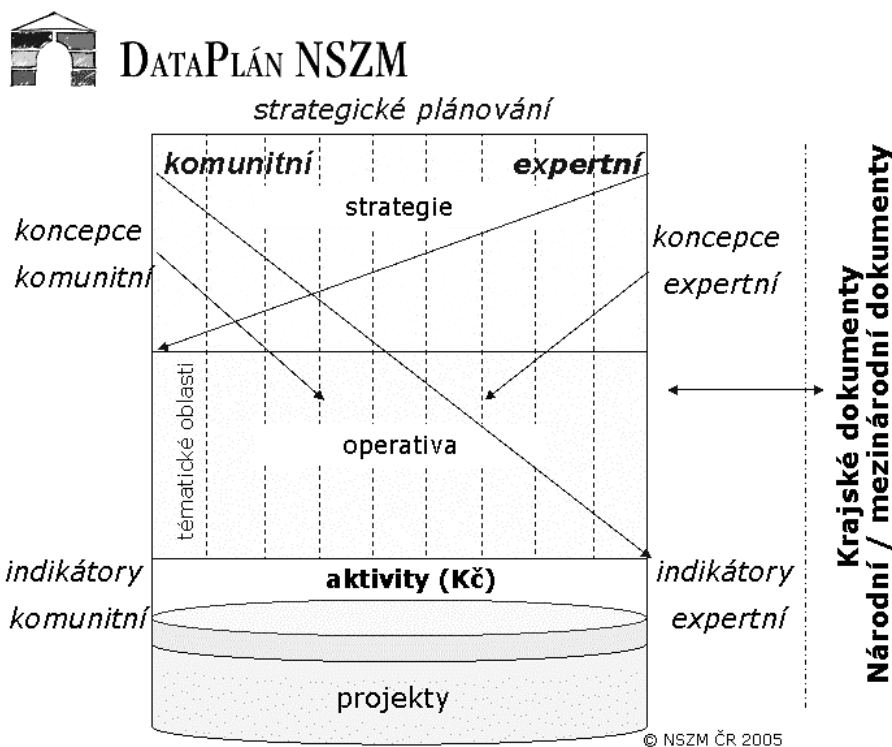 DATAPLÁN NSZM
strategické plánování
komunitní
expertní
strategie
koncepce
komunitní
koncepce
expertní
tématické oblasti
operativa
indikátory
komunitní
aktivity (Kč)
indikátory
expertní
projekty
Krajské dokumenty
Národní / mezinárodní dokumenty
© NSZM ČR 2005